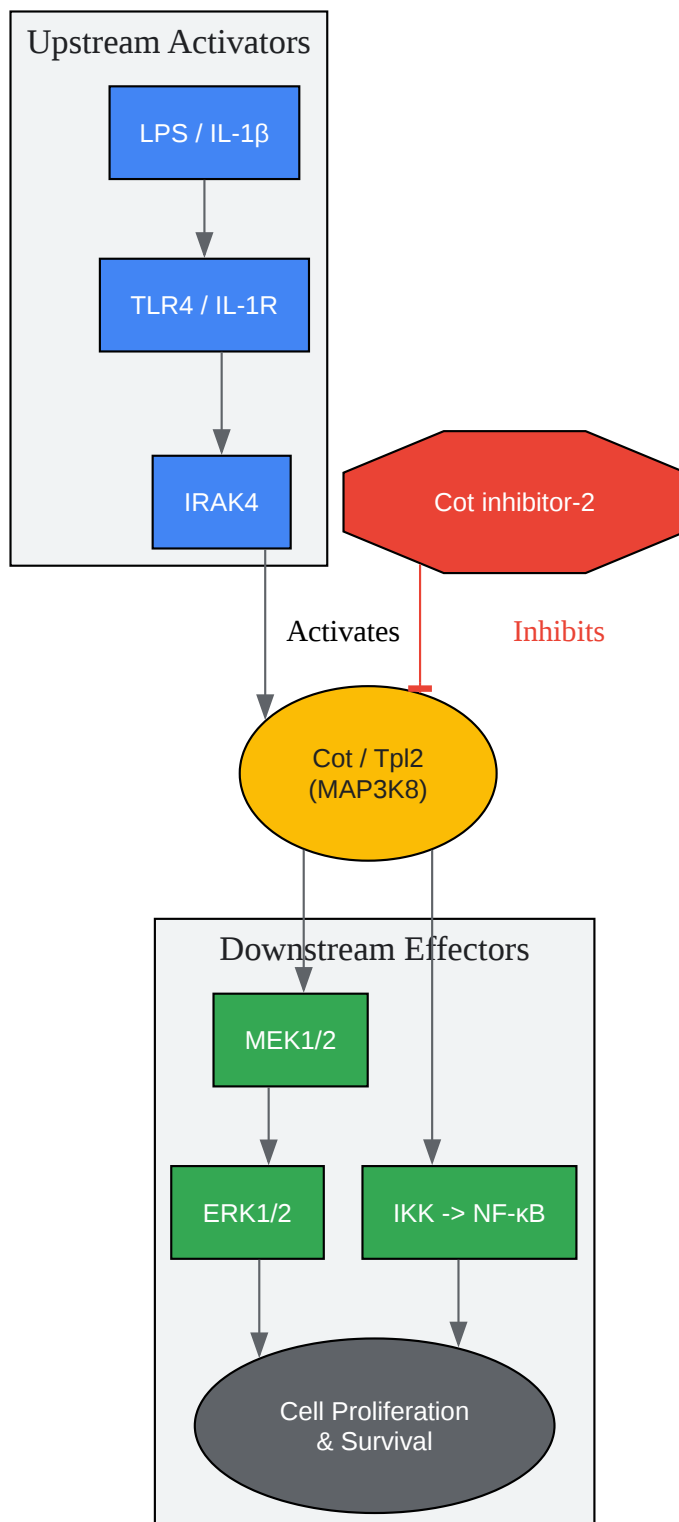 Upstream Activators
LPS / IL-1β
TLR4 / IL-1R
IRAK4
Cot inhibitor-2
Activates
Inhibits
Cot / Tpl2
(MAP3K8)
Downstream Effectors
MEK1/2
ERK1/2
IKK -> NF-κB
Cell Proliferation
& Survival